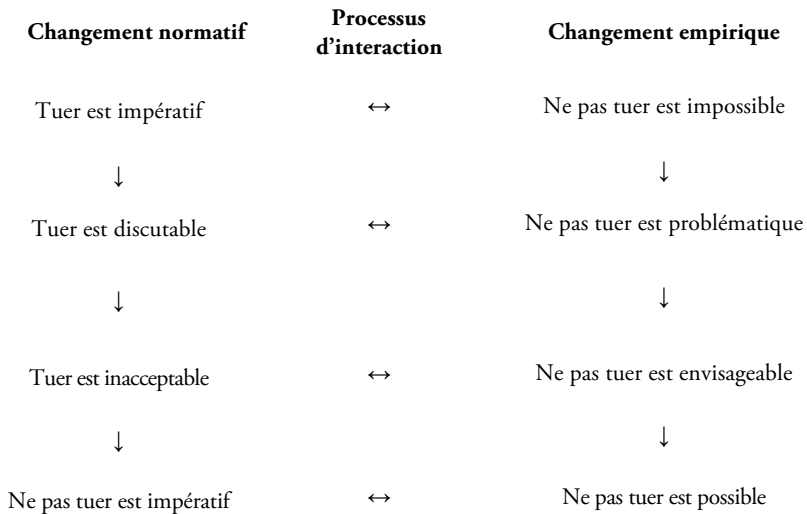 Changement normatif Processus d’interaction Changement empirique
Tuer est impératif ↔ Ne pas tuer est impossible
↓ ↓
Tuer est discutable ↔ Ne pas tuer est problématique
↓ ↓
Tuer est inacceptable ↔ Ne pas tuer est envisageable
↓ ↓
Ne pas tuer est impératif ↔ Ne pas tuer est possible